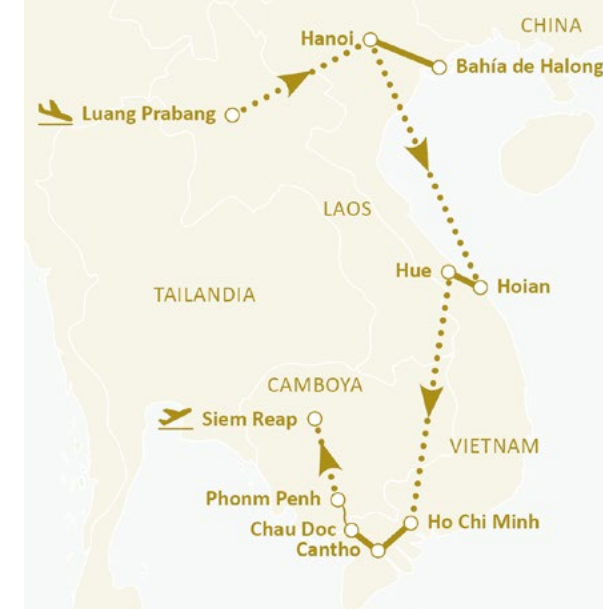 CHINA
Hanoi
Bahía de Halong
Luang Prabang
LAOS
Hue
Hoian
TAILANDIA
CAMBOYA
Siem Reap
VIETNAM
Phonm Penh
Ho Chi Minh
Chau Doc
Cantho